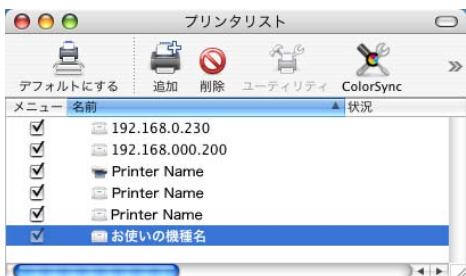 プリンタリスト
デフォルトにする 追加 削除 ユーティリティ ColorSync
メニュー 名前 状況
192.168.0.230
192.168.000.200
Printer Name
Printer Name
Printer Name
お使いの機種名